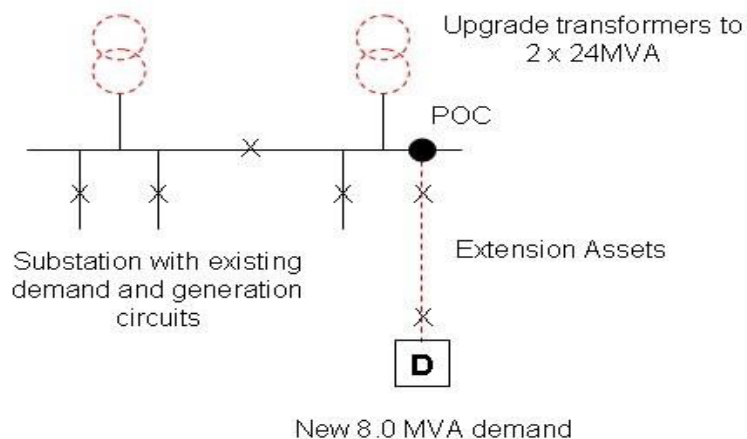 Upgrade transformers to
2 x 24MVA
POC
Extension Assets
Substation with existing
demand and generation
circuits
D
New 8.0 MVA demand